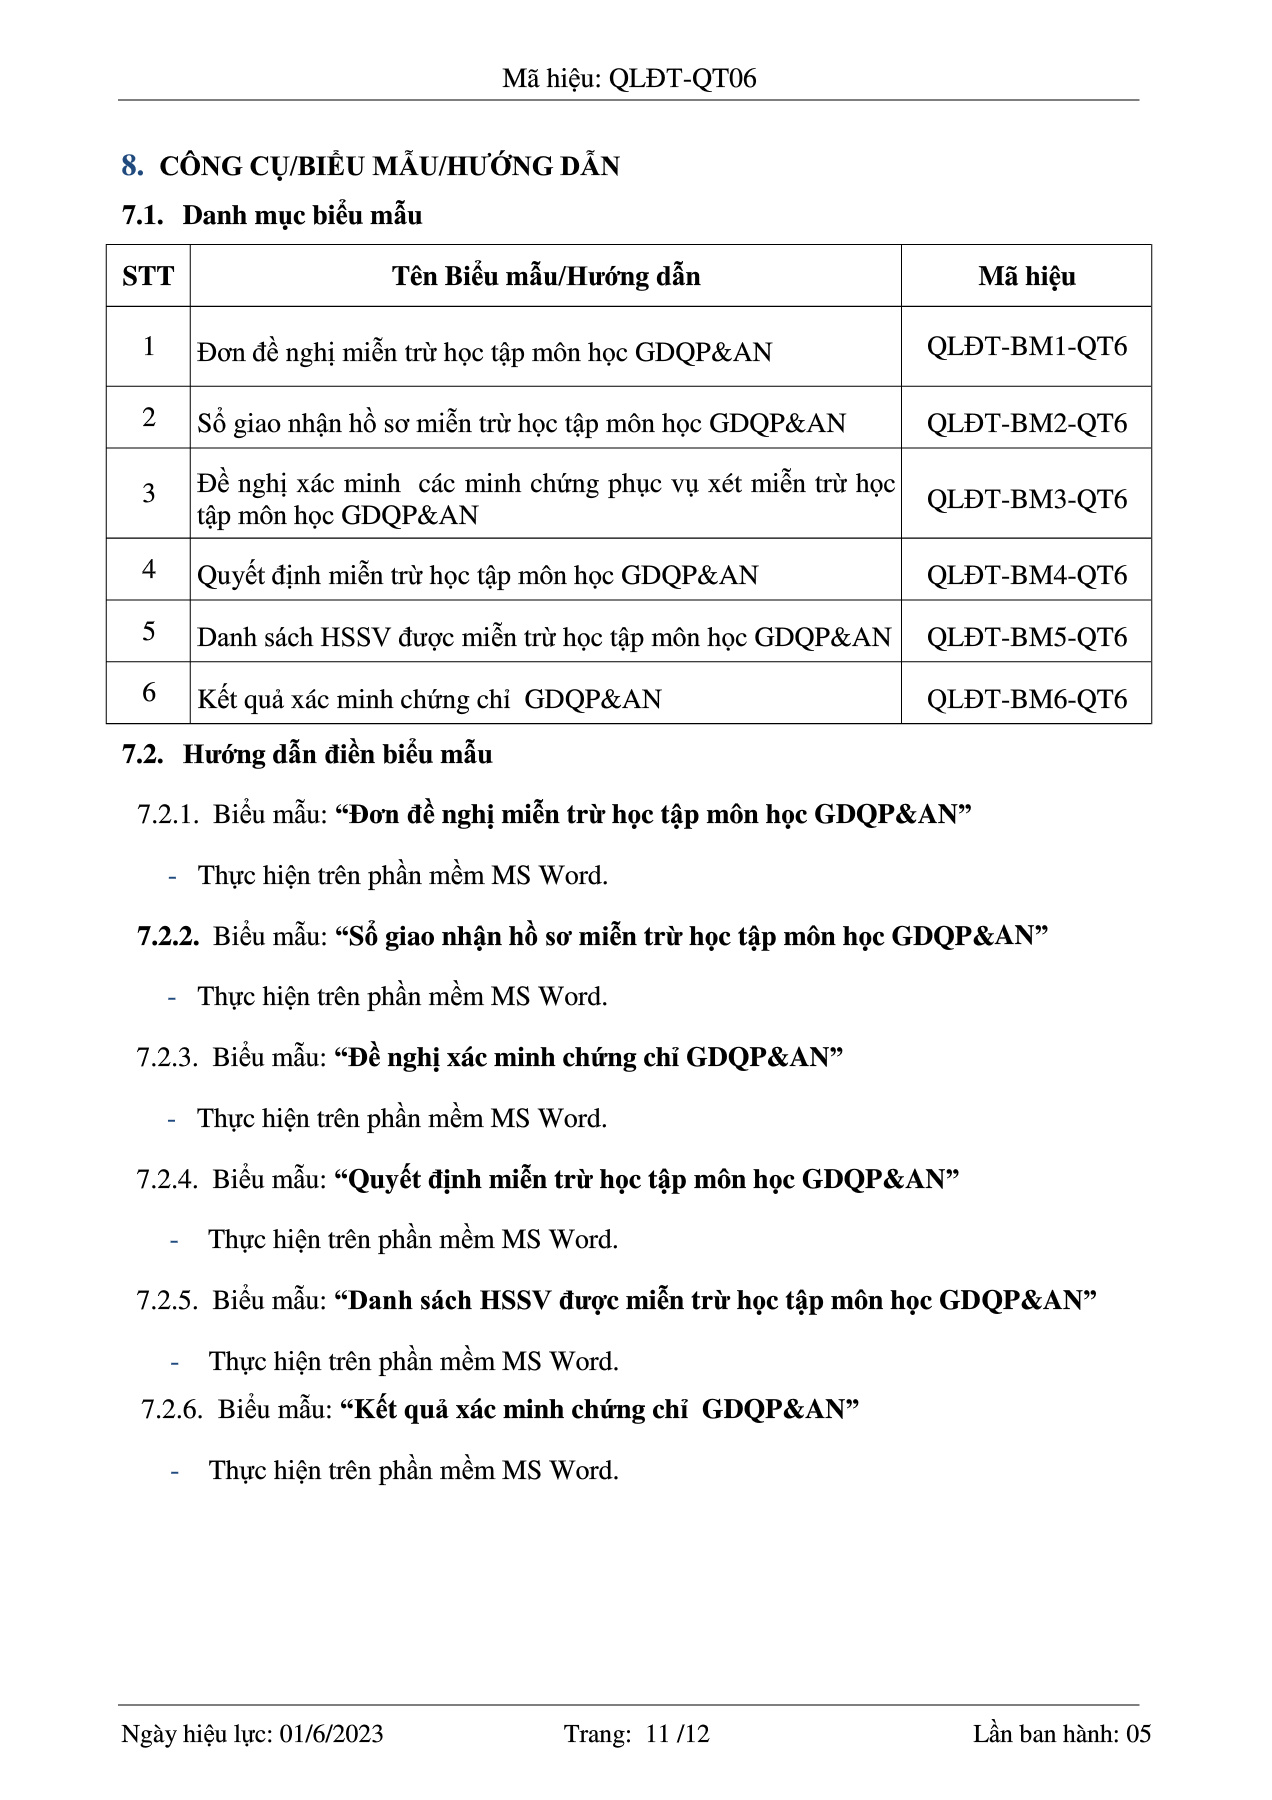 Mã hiệu: QLĐT-QT06
8. CÔNG CỤ/BIỂU MẪU/HƯỚNG DẪN
7.1. Danh mục biểu mẫu
STT Tên Biểu mẫu/Hướng dẫn Mã hiệu
1 Đơn đề nghị miễn trừ học tập môn học GDQP&AN QLĐT-BM1-QT6
2 Sổ giao nhận hồ sơ miễn trừ học tập môn học GDQP&AN QLĐT-BM2-QT6
3 Đề nghị xác minh các minh chứng phục vụ xét miễn trừ học
tập môn học GDQP&AN QLĐT-BM3-QT6
4 Quyết định miễn trừ học tập môn học GDQP&AN QLĐT-BM4-QT6
5 Danh sách HSSV được miễn trừ học tập môn học GDQP&AN QLĐT-BM5-QT6
6 Kết quả xác minh chứng chỉ GDQP&AN QLĐT-BM6-QT6
7.2. Hướng dẫn điền biểu mẫu
7.2.1. Biểu mẫu: “Đơn đề nghị miễn trừ học tập môn học GDQP&AN”
- Thực hiện trên phần mềm MS Word.
7.2.2. Biểu mẫu: “Sổ giao nhận hồ sơ miễn trừ học tập môn học GDQP&AN”
- Thực hiện trên phần mềm MS Word.
7.2.3. Biểu mẫu: “Đề nghị xác minh chứng chỉ GDQP&AN”
- Thực hiện trên phần mềm MS Word.
7.2.4. Biểu mẫu: “Quyết định miễn trừ học tập môn học GDQP&AN”
- Thực hiện trên phần mềm MS Word.
7.2.5. Biểu mẫu: “Danh sách HSSV được miễn trừ học tập môn học GDQP&AN”
- Thực hiện trên phần mềm MS Word.
7.2.6. Biểu mẫu: “Kết quả xác minh chứng chỉ GDQP&AN”
- Thực hiện trên phần mềm MS Word.
Ngày hiệu lực: 01/6/2023 Trang: 11 /12 Lần ban hành: 05